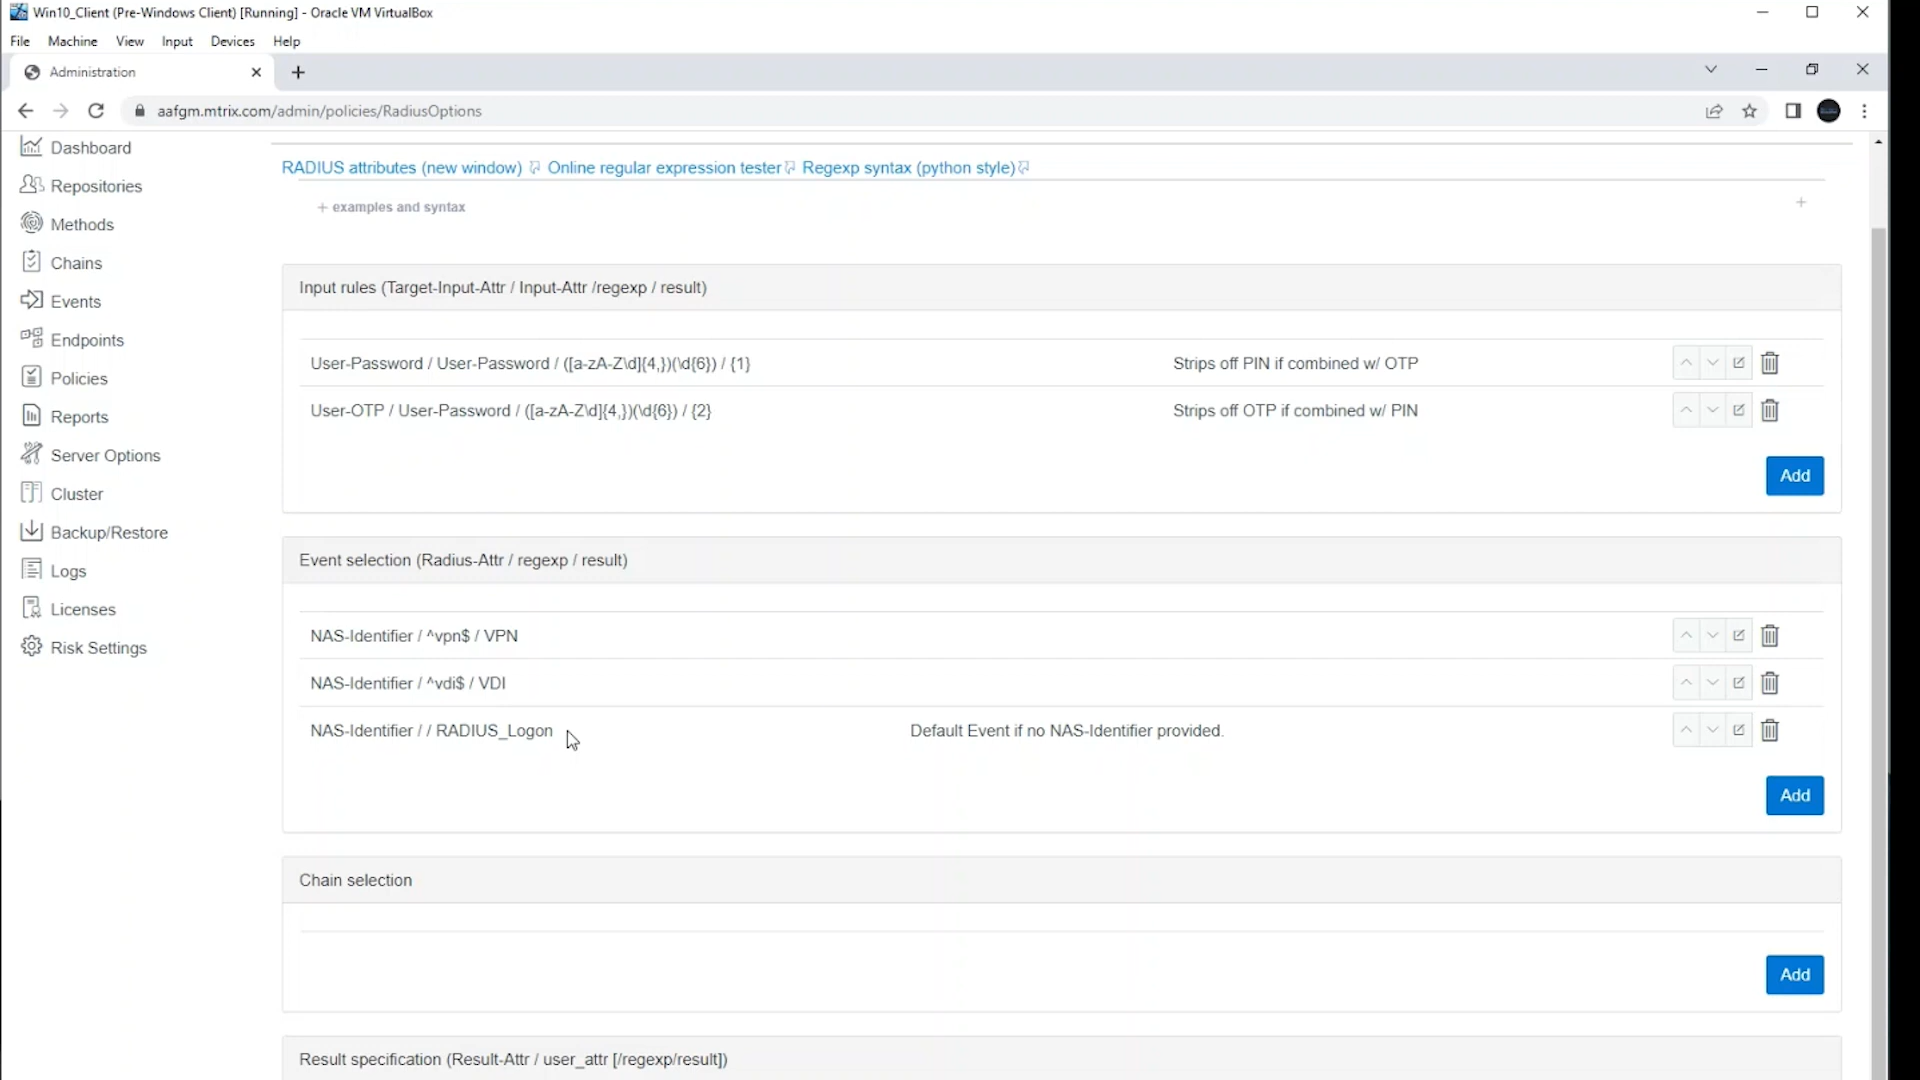 Win10_Client (Pre-Windows Client) [Running] - Oracle VM VirtualBox
File Machine View Input Devices Help
Administration
aafgm.mtrix.com/admin/policies/RadiusOptions
Dashboard
Repositories
Methods
Chains
Events
Endpoints
Policies
Reports
Server Options
Cluster
Backup/Restore
Logs
Licenses
Risk Settings
RADIUS attributes (new window) Online regular expression tester Regexp syntax (python style)
+ examples and syntax +
Input rules (Target-Input-Attr / Input-Attr /regexp / result)
User-Password / User-Password / ([a-zA-Z\d]{4,})(\d{6}) / {1} Strips off PIN if combined w/ OTP
User-OTP / User-Password / ([a-zA-Z\d]{4,})(\d{6}) / {2} Strips off OTP if combined w/ PIN
Add
Event selection (Radius-Attr / regexp / result)
NAS-Identifier / ^vpn$ / VPN
NAS-Identifier / ^vdi$ / VDI
NAS-Identifier / / RADIUS_Logon Default Event if no NAS-Identifier provided.
Add
Chain selection
Add
Result specification (Result-Attr / user_attr [/regexp/result])